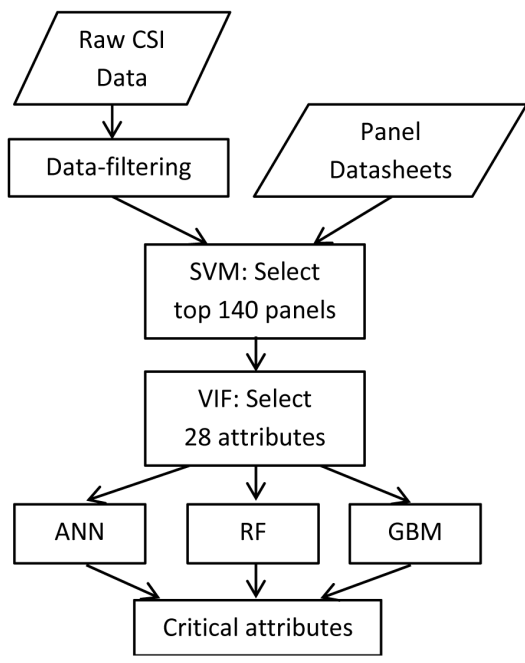 Raw CSI
Data
Data-filtering
Panel
Datasheets
SVM: Select
top 140 panels
VIF: Select
28 attributes
ANN
RF
GBM
Critical attributes